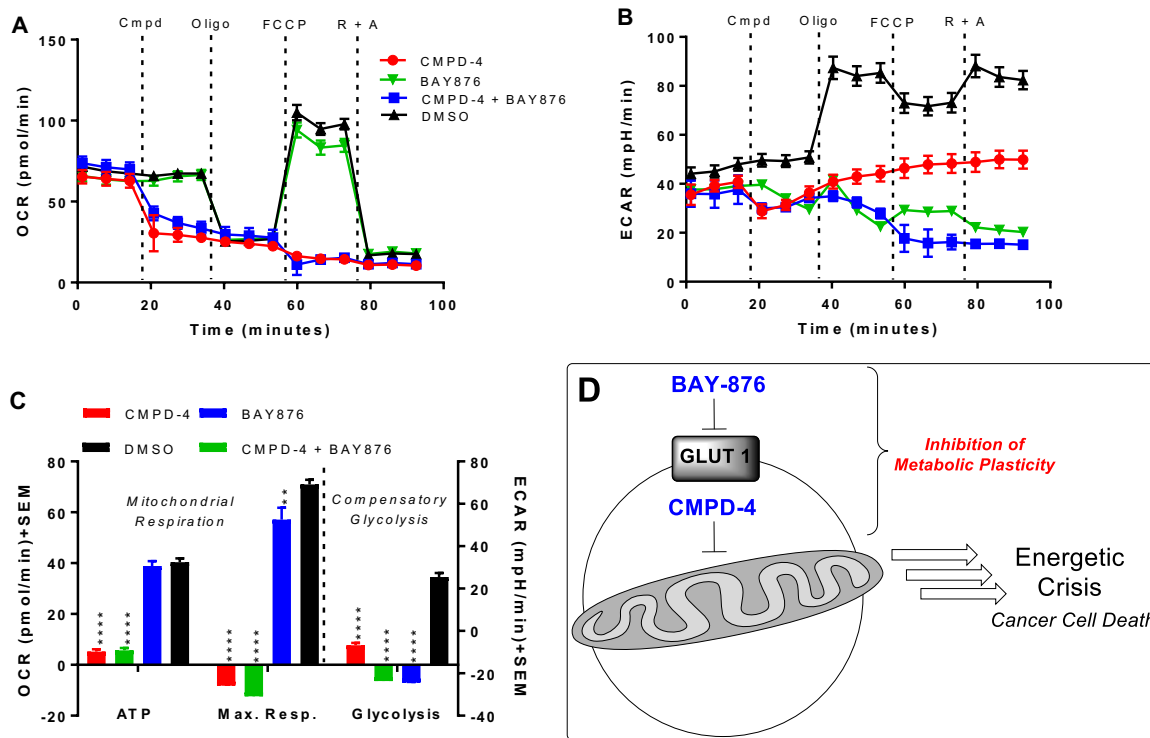 A
Cmpd
Oligo
FCCP
R + A
OCR (pmol/min)
150
100
50
0
0
20
40
60
80
100
Time (minutes)
CMPD-4
BAY876
CMPD-4 + BAY876
DMSO
B
Cmpd
Oligo
FCCP
R + A
ECAR (mpH/min)
100
80
60
40
20
0
0
20
40
60
80
100
Time (minutes)
C
CMPD-4
BAY876
DMSO
CMPD-4 + BAY876
OCR (pmol/min)+SEM
80
60
40
20
0
-20
Mitochondrial
Respiration
Compensatory
Glycolysis
****
****
****
****
**
****
****
****
ATP
Max. Resp.
Glycolysis
80
60
40
20
0
-20
-40
ECAR (mpH/min)+SEM
D
BAY-876
GLUT 1
CMPD-4
Inhibition of
Metabolic Plasticity
Energetic
Crisis
Cancer Cell Death